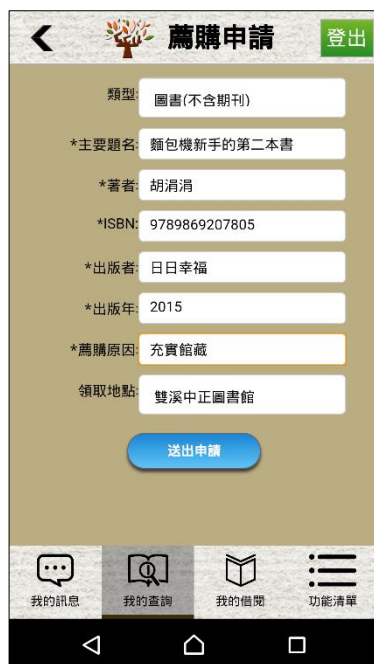 薦購申請
登出
類型:
圖書(不含期刊)
*主要題名:
麵包機新手的第二本書
*著者:
胡涓涓
*ISBN:
9789869207805
*出版者:
日日幸福
*出版年:
2015
*薦購原因:
充實館藏
領取地點:
雙溪中正圖書館
送出申請
我的訊息
我的查詢
我的借閱
功能清單